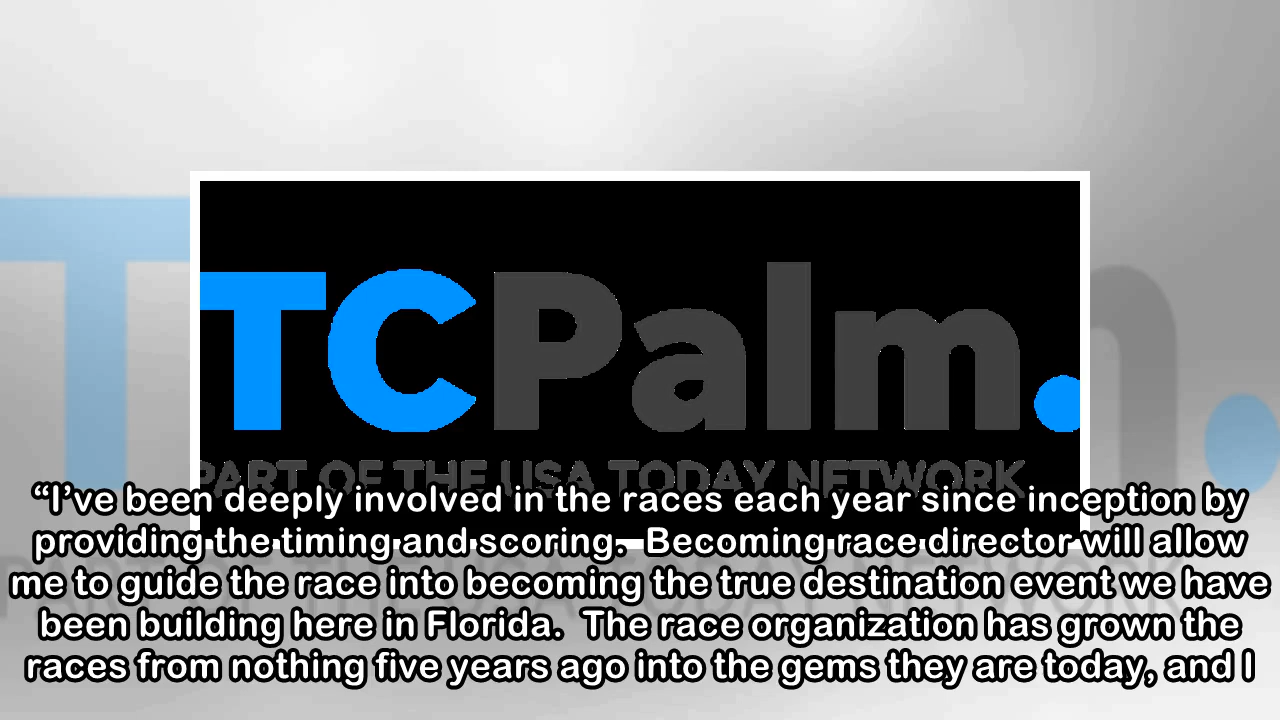 TCPalm.
PART OF THE USA TODAY NETWORK
“I’ve been deeply involved in the races each year since inception by
providing the timing and scoring.  Becoming race director will allow
me to guide the race into becoming the true destination event we have
been building here in Florida.  The race organization has grown the
races from nothing five years ago into the gems they are today, and I